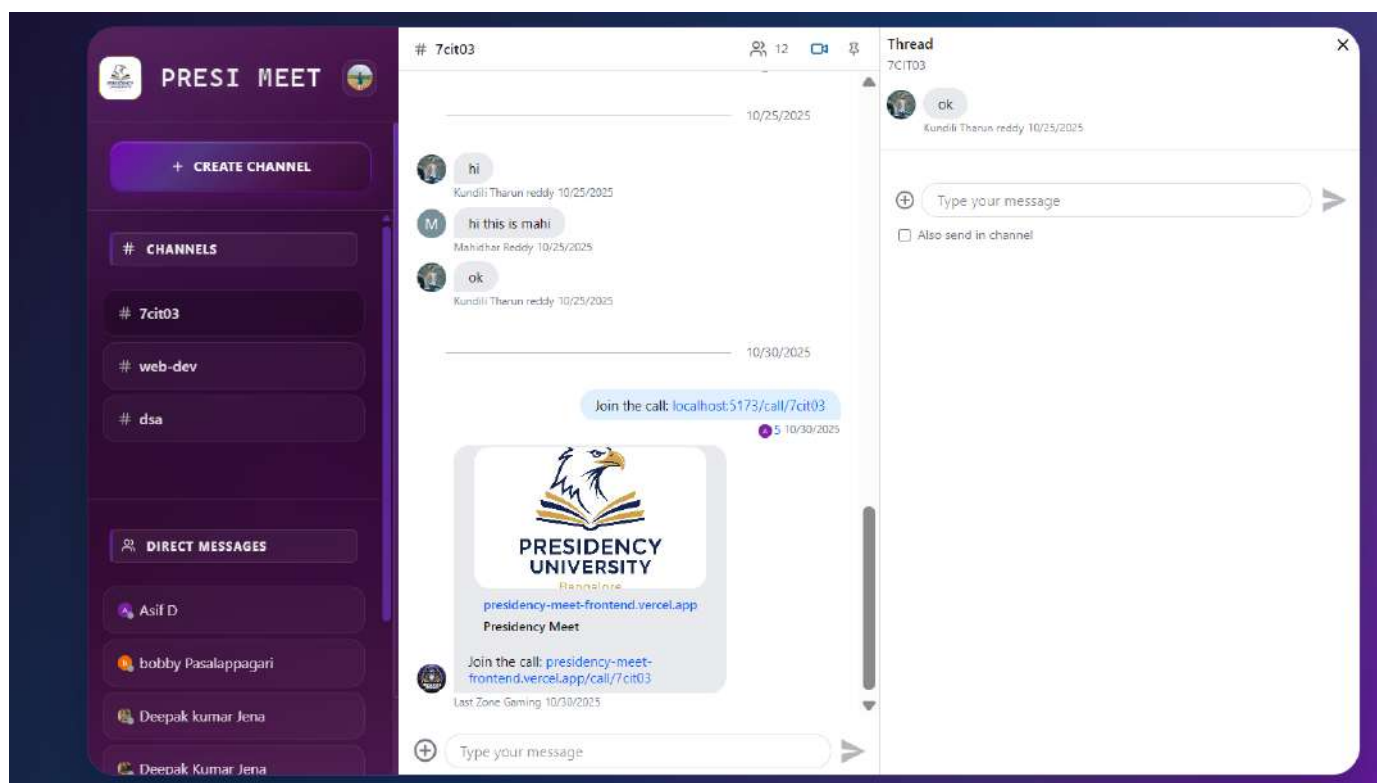 PRESI MEET
+ CREATE CHANNEL
# CHANNELS
# 7cit03
# web-dev
# dsa
DIRECT MESSAGES
Asif D
bobby Pasalappagari
Deepak kumar Jena
Deepak Kumar Jena
# 7cit03
12
10/25/2025
hi
Kundili Tharun reddy 10/25/2025
M
hi this is mahi
Mahidhar Reddy 10/25/2025
ok
Kundili Tharun reddy 10/25/2025
10/30/2025
Join the call: localhost:5173/call/7cit03
5 10/30/2025
PRESIDENCY
UNIVERSITY
Bangalore
presidency-meet-frontend.vercel.app
Presidency Meet
Join the call: presidency-meet-
frontend.vercel.app/call/7cit03
Last Zone Gaming 10/30/2025
Type your message
Thread
7CIT03
ok
Kundili Tharun reddy 10/25/2025
Type your message
Also send in channel